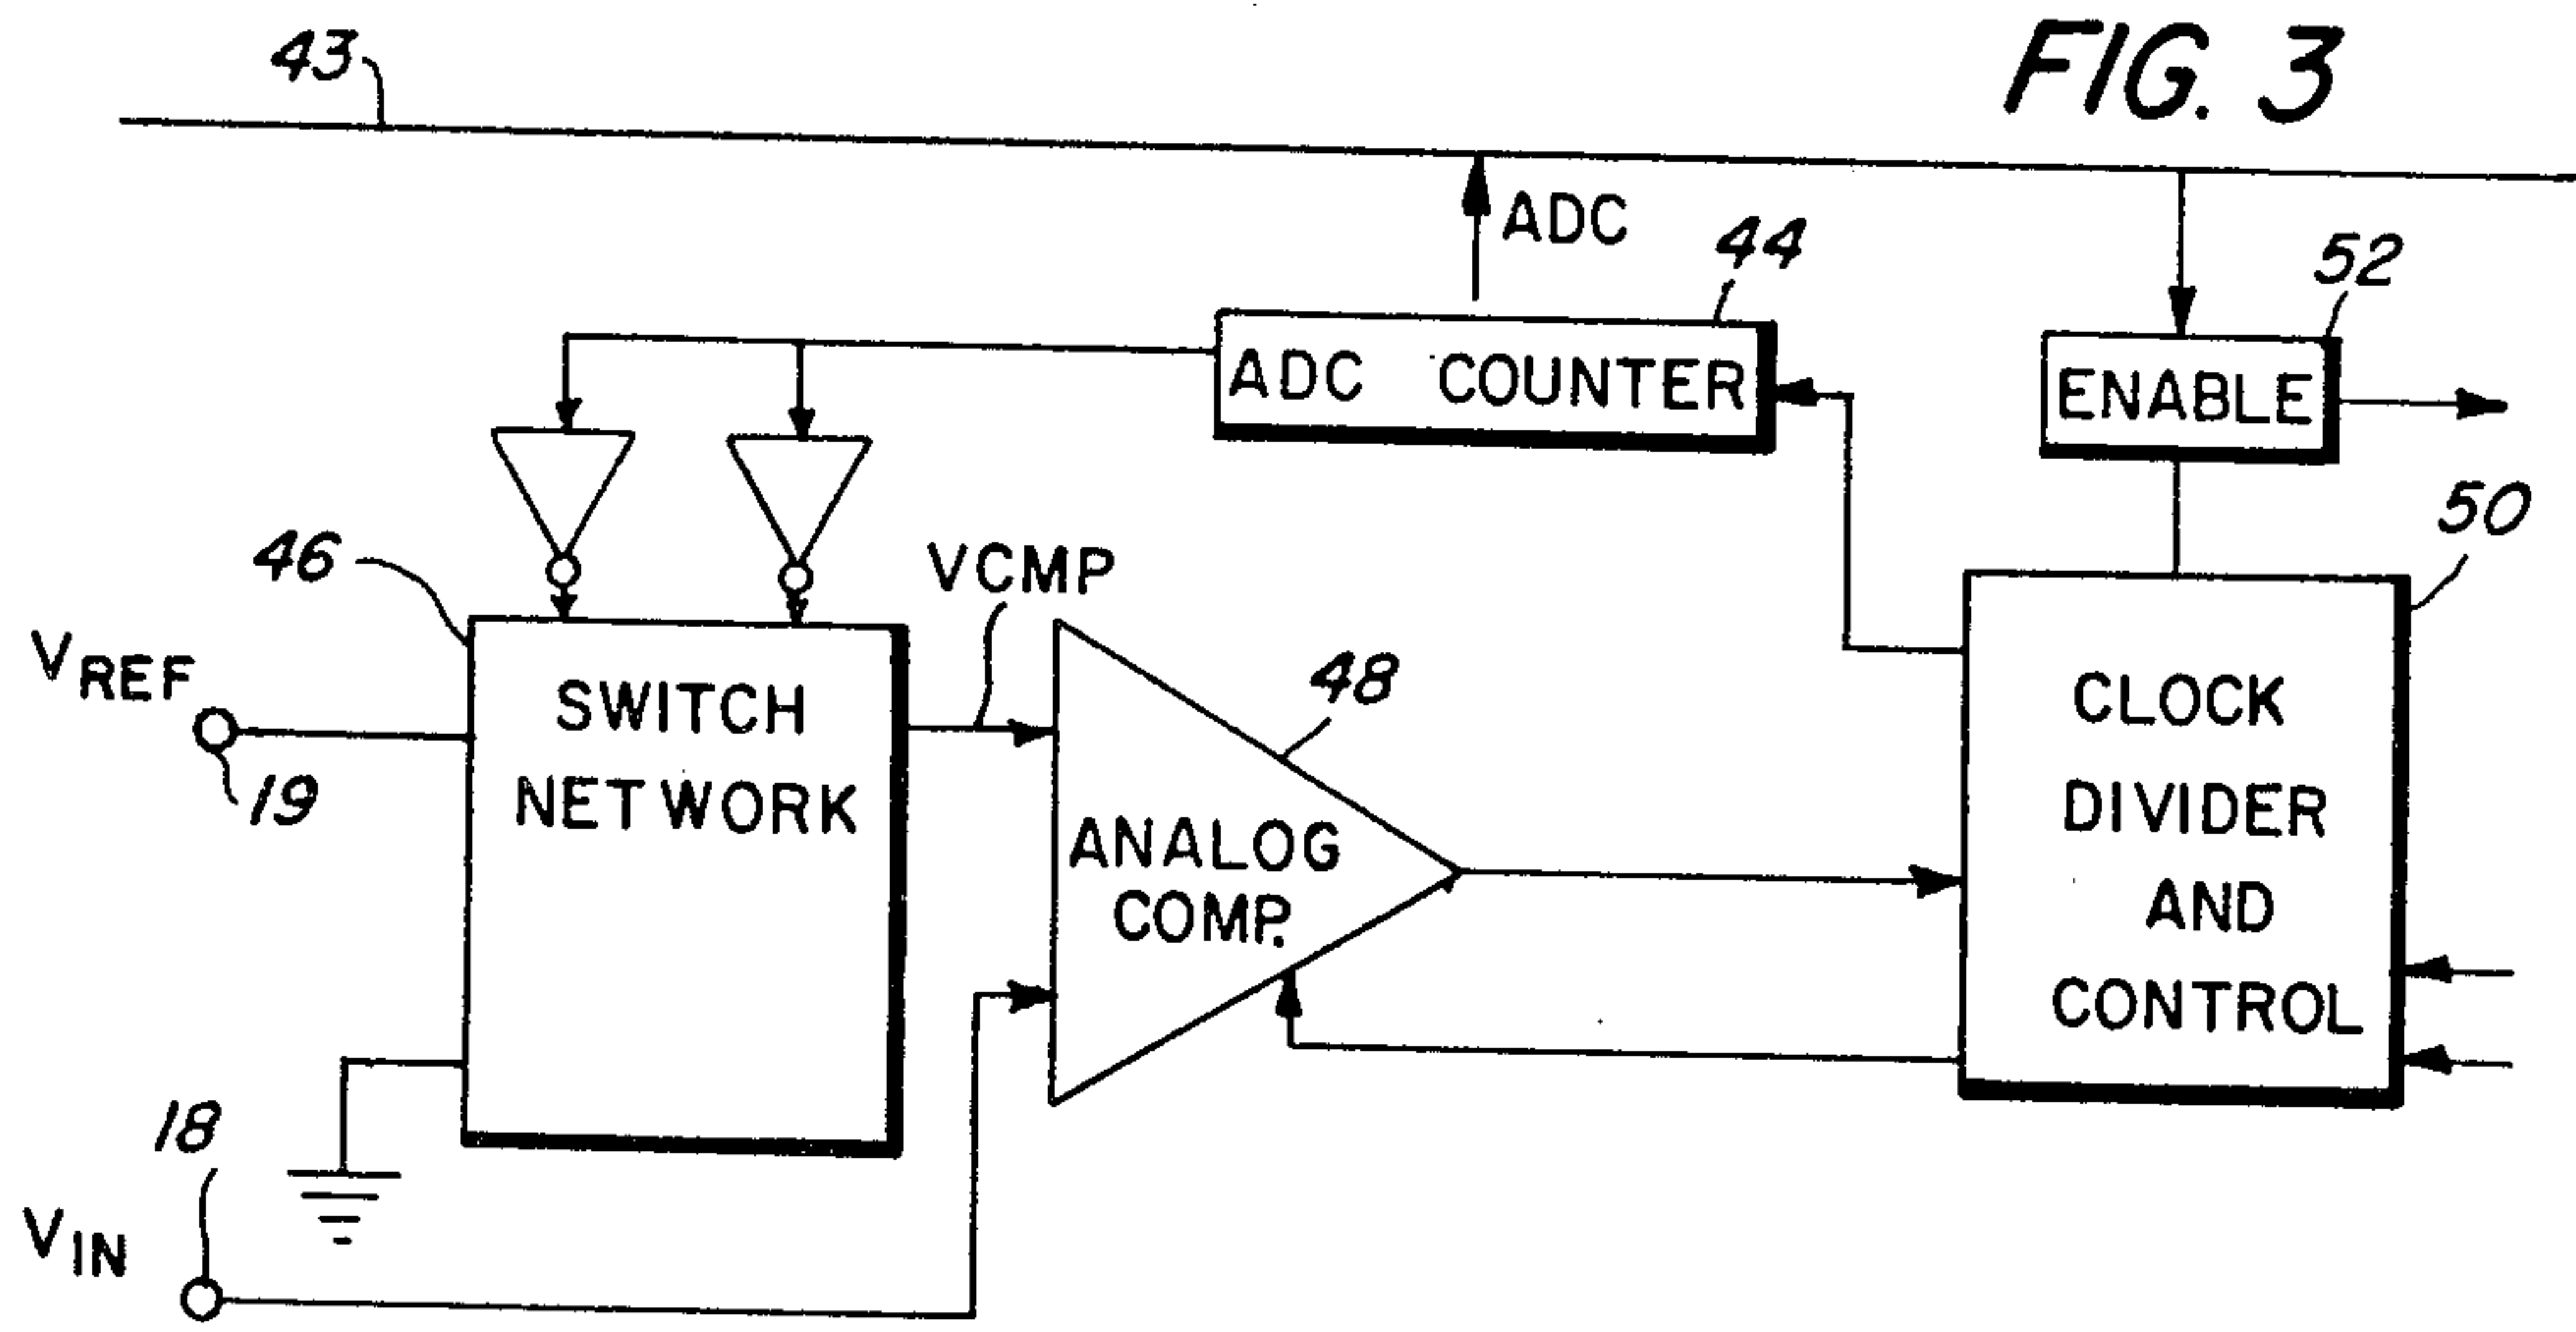 FIG. 3
43
ADC
44
52
ADC COUNTER
ENABLE
50
46
VCMP
VREF
SWITCH
NETWORK
48
CLOCK
DIVIDER
AND
CONTROL
19
ANALOG
COMP.
18
VIN